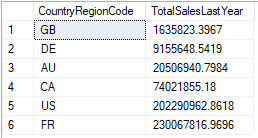 CountryRegionCode TotalSalesLastYear
1 GB 1635823.3967
2 DE 9155648.5419
3 AU 20506940.7984
4 CA 74021855.18
5 US 202290962.8618
6 FR 230067816.9696